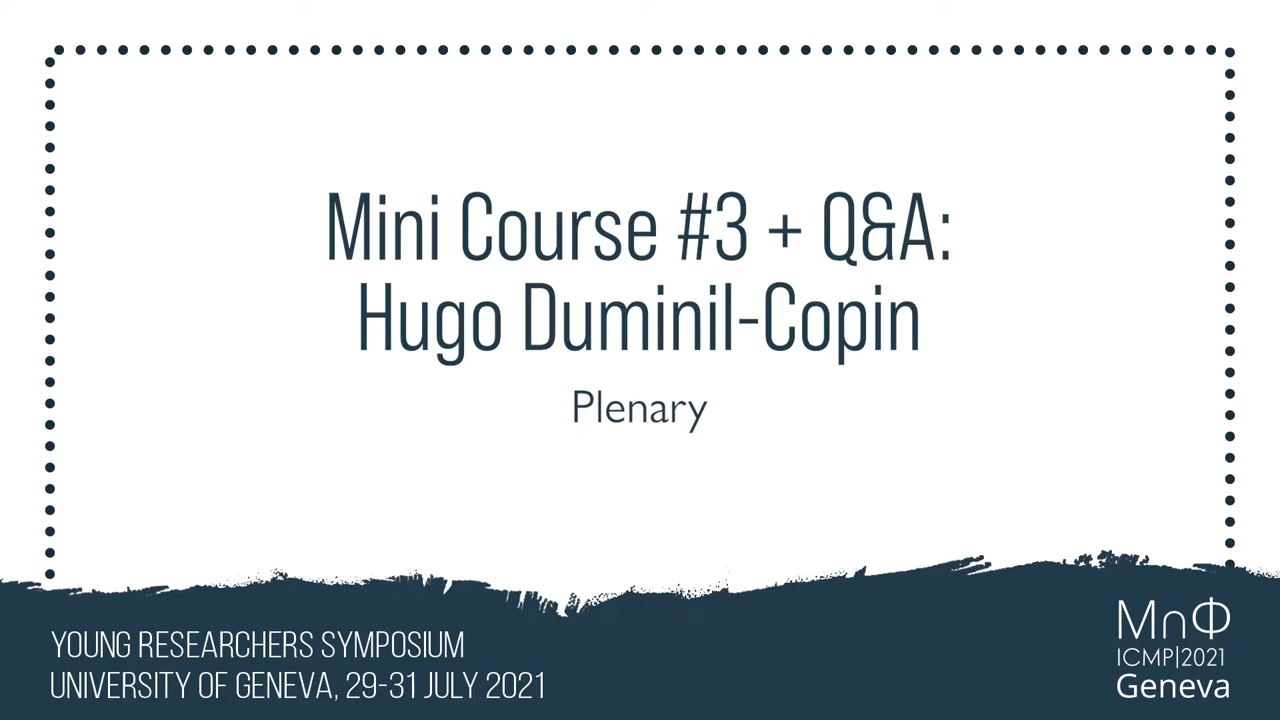 Mini Course #3 + Q&A:
Hugo Duminil-Copin
Plenary
YOUNG RESEARCHERS SYMPOSIUM
UNIVERSITY OF GENEVA, 29-31 JULY 2021
M∩Φ
ICMP|2021
Geneva